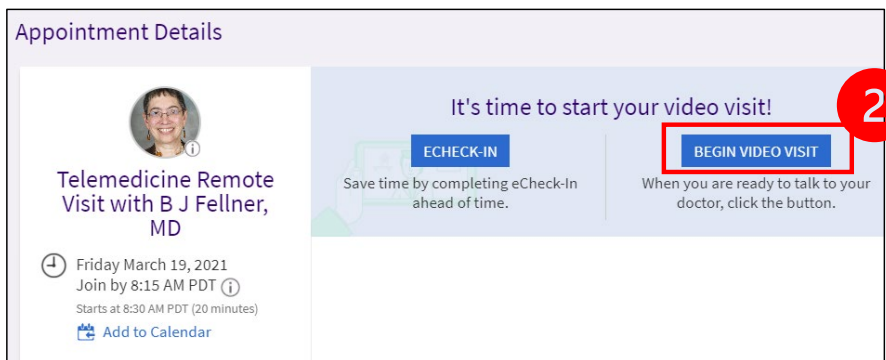 Appointment Details
Telemedicine Remote
Visit with B J Fellner,
MD
Friday March 19, 2021
Join by 8:15 AM PDT
Starts at 8:30 AM PDT (20 minutes)
Add to Calendar
It's time to start your video visit!
2
ECHECK-IN
Save time by completing eCheck-In
ahead of time.
BEGIN VIDEO VISIT
When you are ready to talk to your
doctor, click the button.